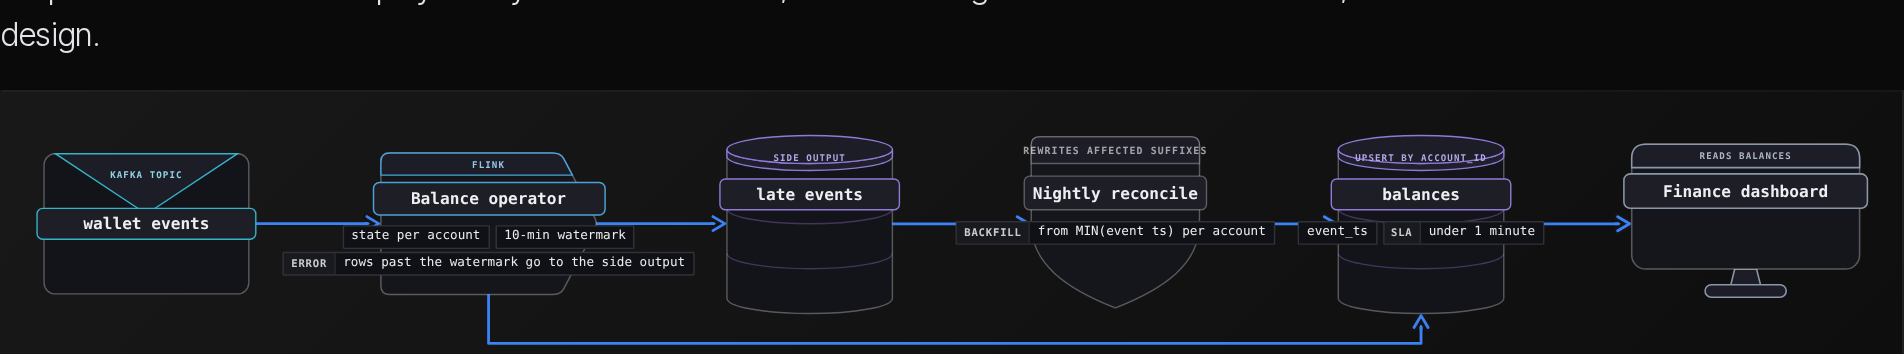 design.
KAFKA TOPIC
wallet events
FLINK
Balance operator
state per account
10-min watermark
ERROR rows past the watermark go to the side output
SIDE OUTPUT
late events
REWRITES AFFECTED SUFFIXES
Nightly reconcile
BACKFILL from MIN(event ts) per account
UPSERT BY ACCOUNT_ID
balances
event_ts
SLA under 1 minute
READS BALANCES
Finance dashboard